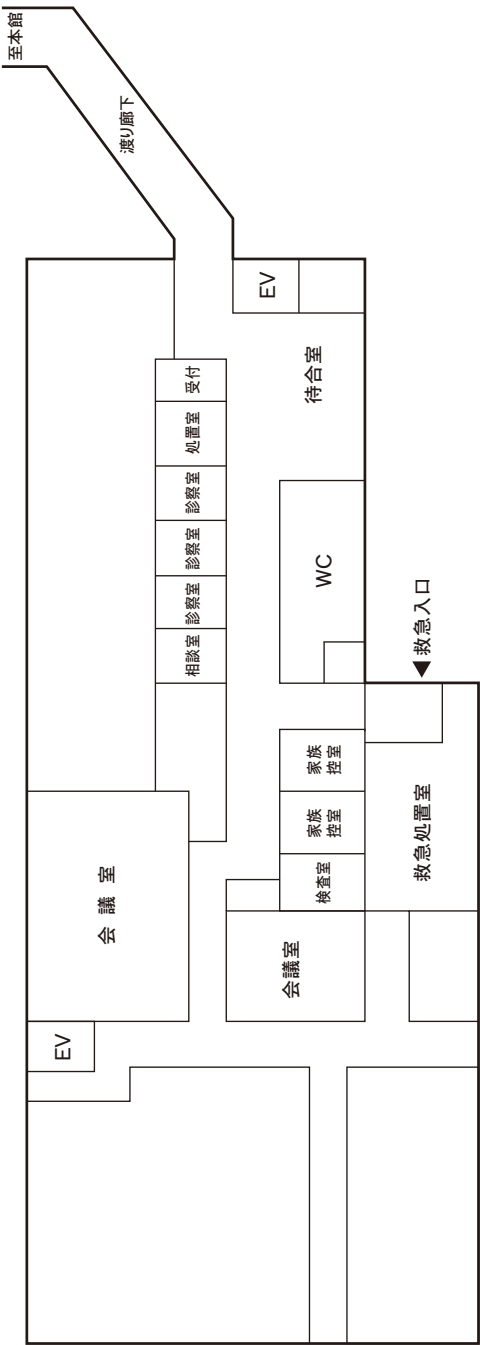 至本館
渡り廊下
EV
待合室
受付
処置室
診察室
診察室
診察室
相談室
WC
救急入口
家族
控室
家族
控室
検査室
救急処置室
会議室
会議室
EV